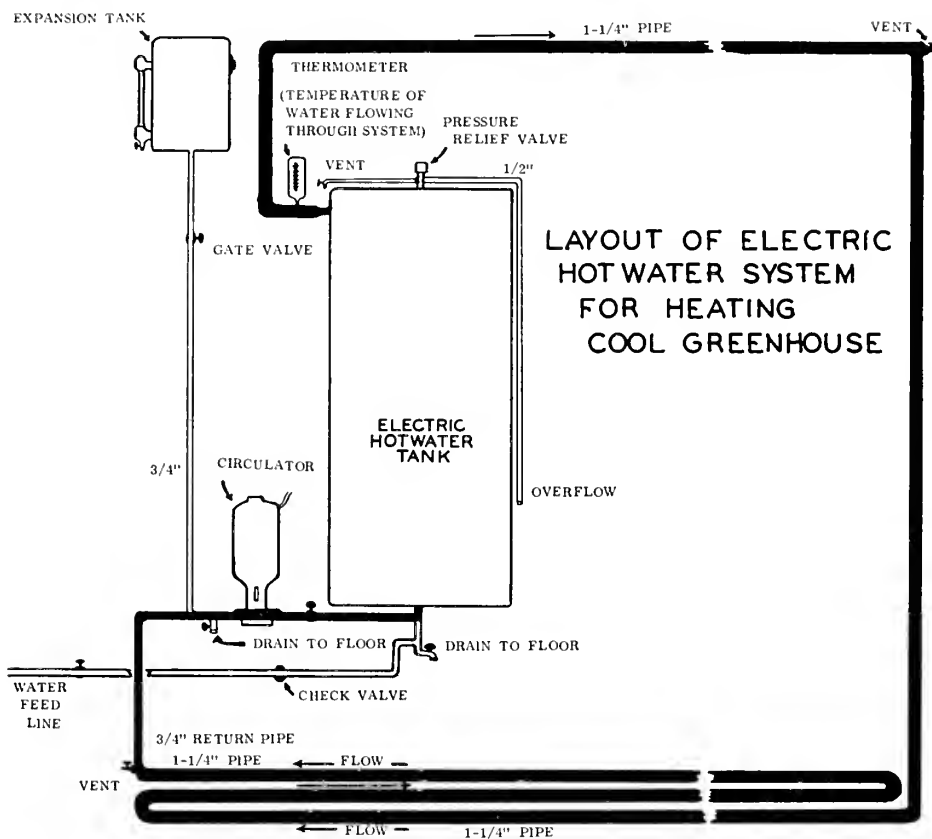 EXPANSION TANK
1-1/4" PIPE
VENT
THERMOMETER
(TEMPERATURE OF
WATER FLOWING
THROUGH SYSTEM)
PRESSURE
RELIEF VALVE
VENT
1/2"
GATE VALVE
LAYOUT OF ELECTRIC
HOT WATER SYSTEM
FOR HEATING
COOL GREENHOUSE
ELECTRIC
HOTWATER
TANK
3/4"
CIRCULATOR
OVERFLOW
DRAIN TO FLOOR
DRAIN TO FLOOR
WATER
FEED
LINE
CHECK VALVE
3/4" RETURN PIPE
1-1/4" PIPE
FLOW
VENT
FLOW
1-1/4" PIPE